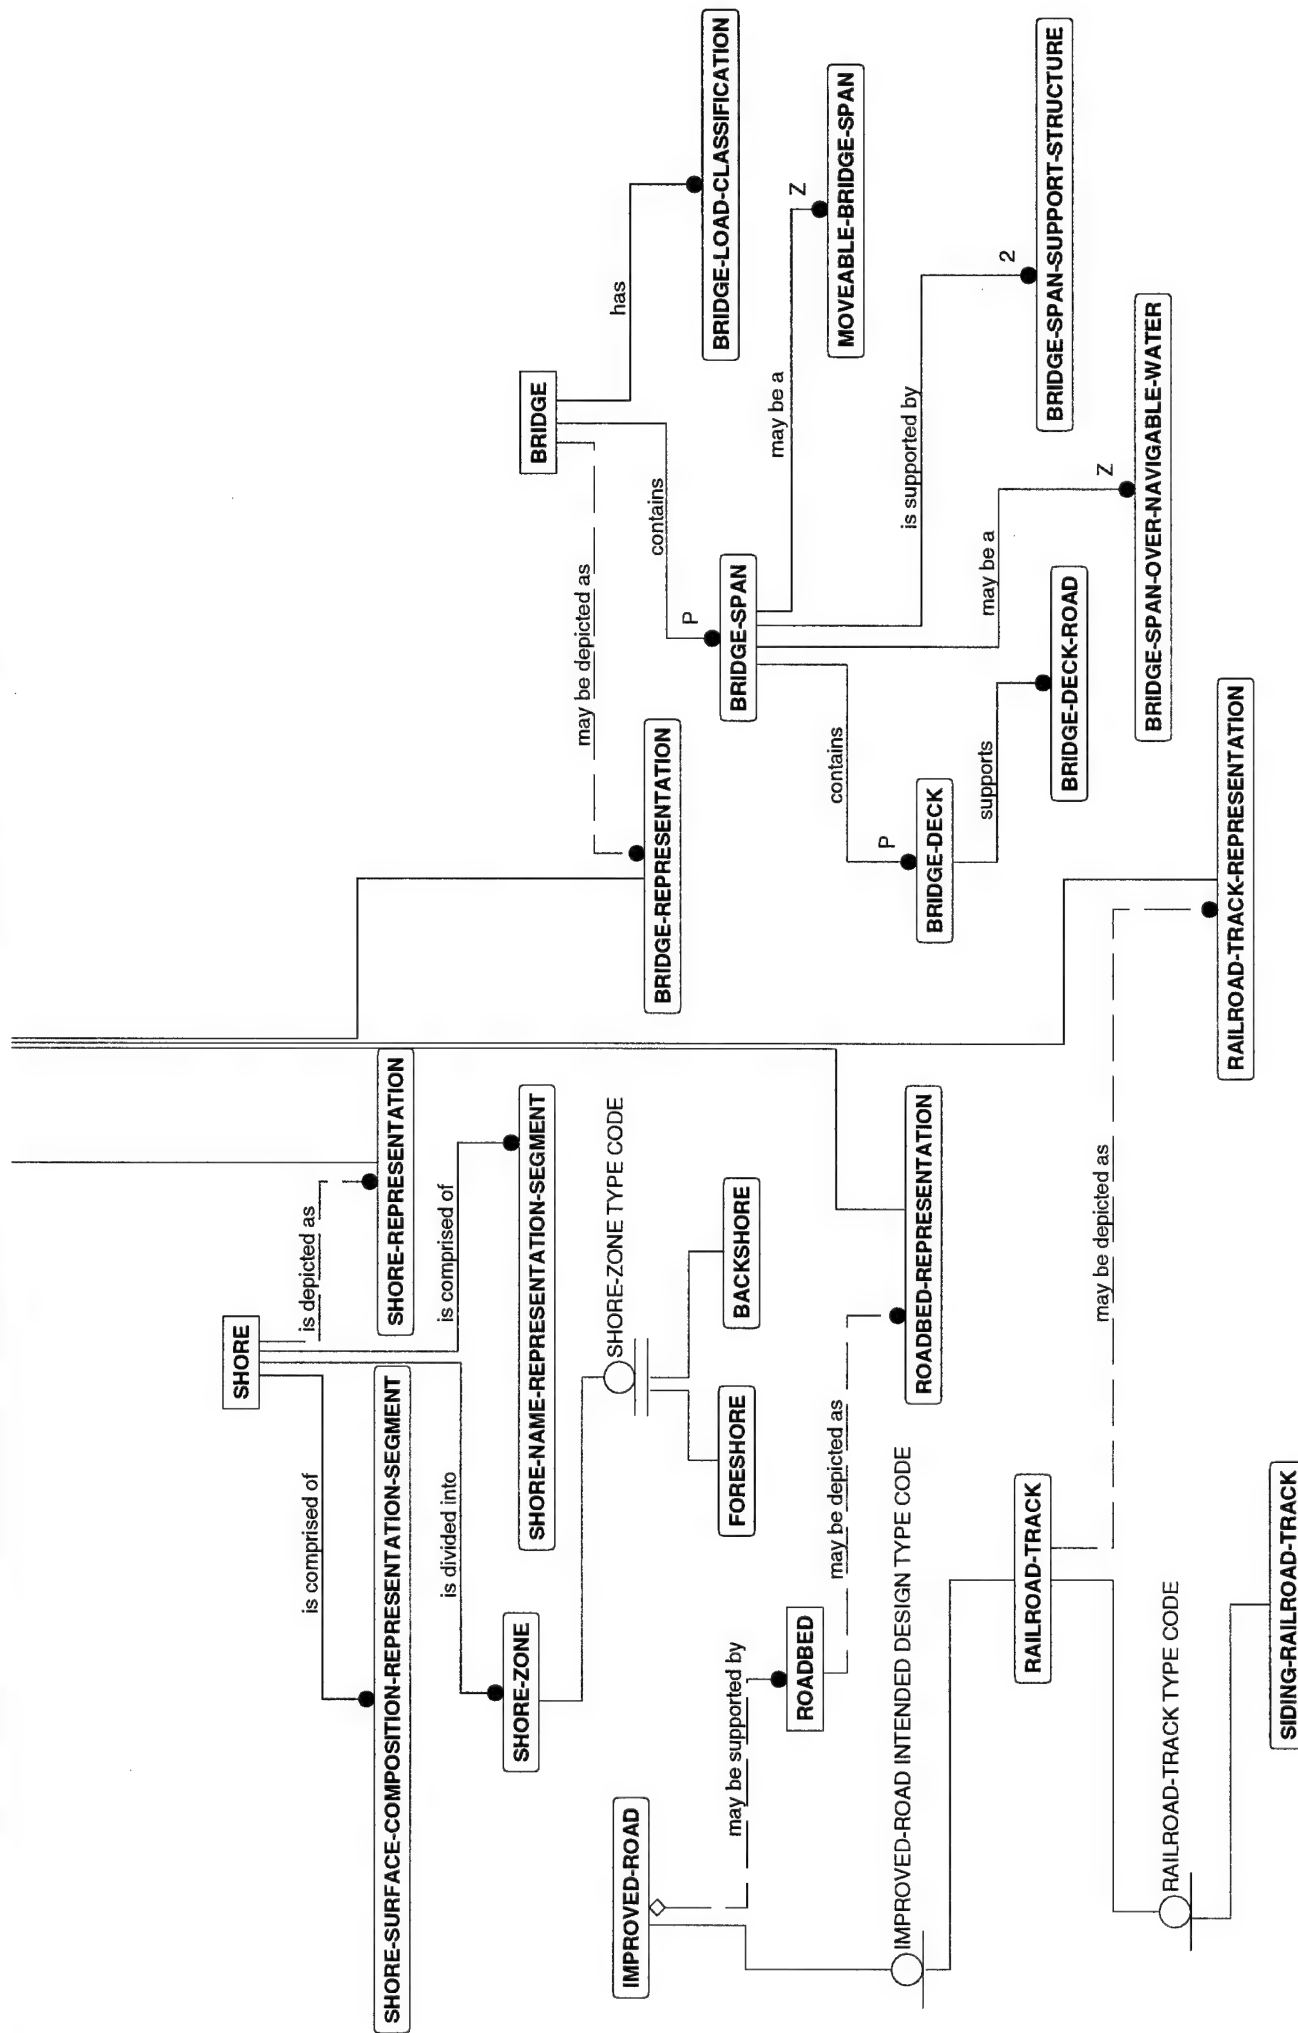 SHORE
is comprised of
is depicted as
SHORE-SURFACE-COMPOSITION-REPRESENTATION-SEGMENT
SHORE-REPRESENTATION
is divided into
is comprised of
SHORE-ZONE
SHORE-NAME-REPRESENTATION-SEGMENT
SHORE-ZONE TYPE CODE
FORESHORE
BACKSHORE
BRIDGE
may be depicted as
contains
has
P
BRIDGE-REPRESENTATION
BRIDGE-SPAN
BRIDGE-LOAD-CLASSIFICATION
contains
may be a
Z
MOVEABLE-BRIDGE-SPAN
P
is supported by
2
BRIDGE-DECK
BRIDGE-SPAN-SUPPORT-STRUCTURE
supports
may be a
Z
BRIDGE-DECK-ROAD
BRIDGE-SPAN-OVER-NAVIGABLE-WATER
IMPROVED-ROAD
may be supported by
ROADBED
may be depicted as
ROADBED-REPRESENTATION
IMPROVED-ROAD INTENDED DESIGN TYPE CODE
RAILROAD-TRACK
may be depicted as
RAILROAD-TRACK-REPRESENTATION
RAILROAD-TRACK TYPE CODE
SIDING-RAILROAD-TRACK